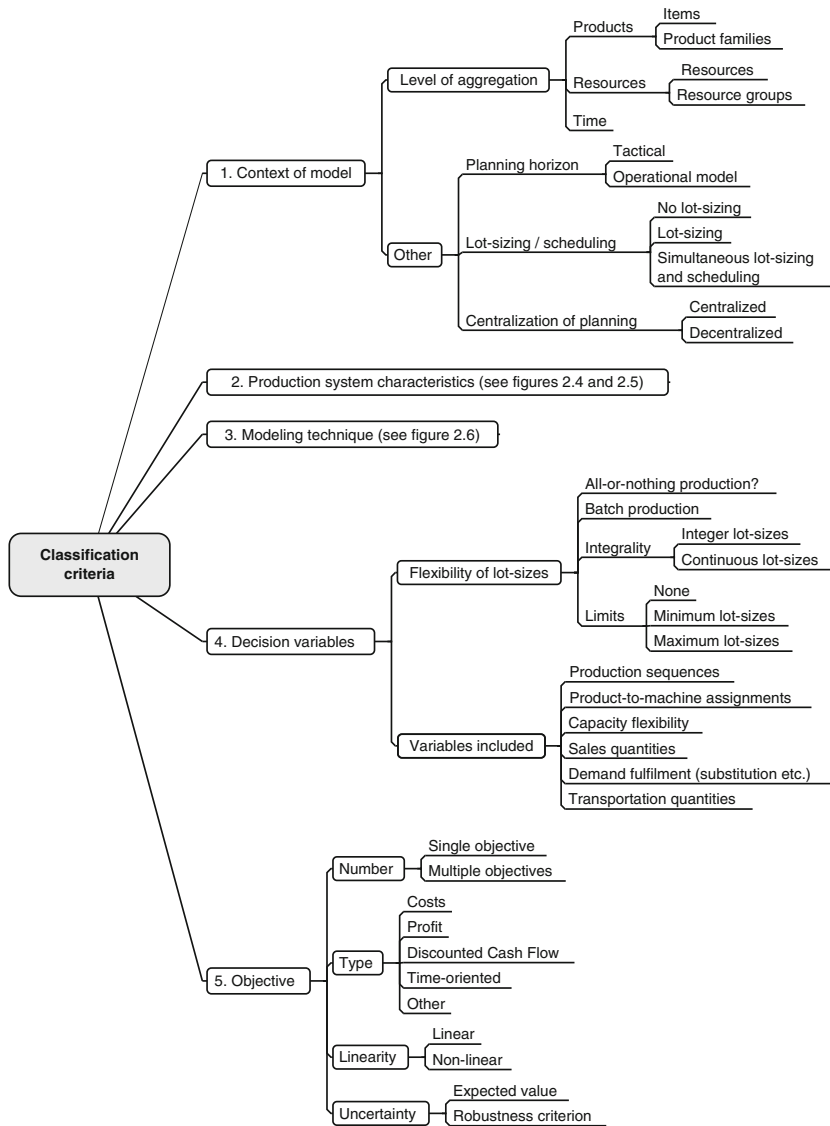 Classification
criteria
1. Context of model
Level of aggregation
Products
Items
Product families
Resources
Resources
Resource groups
Time
Other
Planning horizon
Tactical
Operational model
Lot-sizing / scheduling
No lot-sizing
Lot-sizing
Simultaneous lot-sizing
and scheduling
Centralization of planning
Centralized
Decentralized
2. Production system characteristics (see figures 2.4 and 2.5)
3. Modeling technique (see figure 2.6)
4. Decision variables
Flexibility of lot-sizes
All-or-nothing production?
Batch production
Integrality
Integer lot-sizes
Continuous lot-sizes
Limits
None
Minimum lot-sizes
Maximum lot-sizes
Variables included
Production sequences
Product-to-machine assignments
Capacity flexibility
Sales quantities
Demand fulfilment (substitution etc.)
Transportation quantities
5. Objective
Number
Single objective
Multiple objectives
Type
Costs
Profit
Discounted Cash Flow
Time-oriented
Other
Linearity
Linear
Non-linear
Uncertainty
Expected value
Robustness criterion